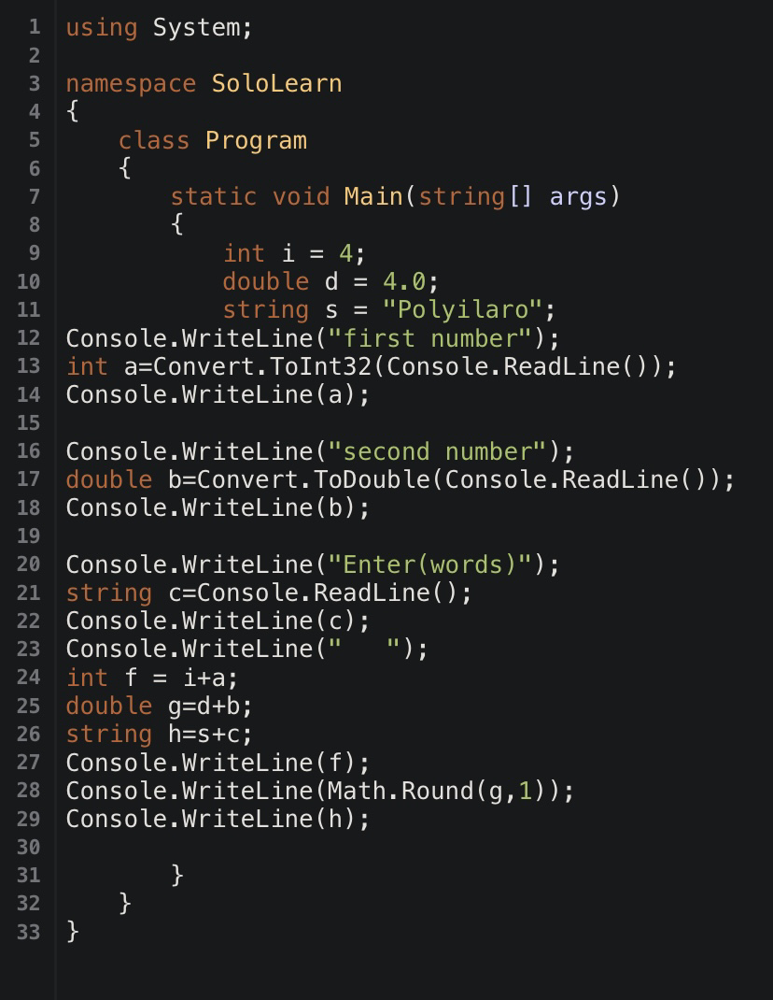 1 using System;
2
3 namespace SoloLearn
4 {
5     class Program
6     {
7         static void Main(string[] args)
8         {
9             int i = 4;
10             double d = 4.0;
11             string s = "Polyilaro";
12 Console.WriteLine("first number");
13 int a=Convert.ToInt32(Console.ReadLine());
14 Console.WriteLine(a);
15
16 Console.WriteLine("second number");
17 double b=Convert.ToDouble(Console.ReadLine());
18 Console.WriteLine(b);
19
20 Console.WriteLine("Enter(words)");
21 string c=Console.ReadLine();
22 Console.WriteLine(c);
23 Console.WriteLine("   ");
24 int f = i+a;
25 double g=d+b;
26 string h=s+c;
27 Console.WriteLine(f);
28 Console.WriteLine(Math.Round(g,1));
29 Console.WriteLine(h);
30
31         }
32     }
33 }